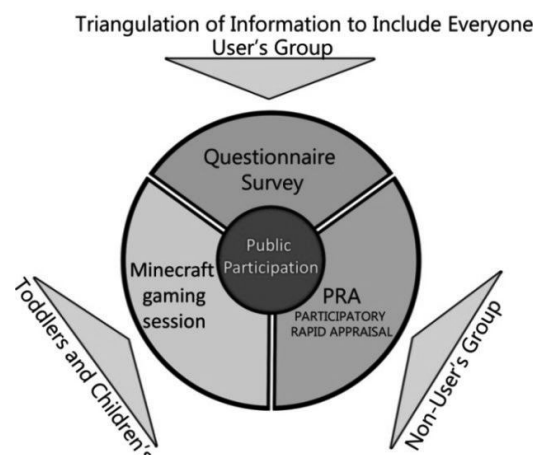 Triangulation of Information to Include Everyone
User's Group
Questionnaire
Survey
Public
Participation
Minecraft
gaming
session
PRA
PARTICIPATORY
RAPID APPRAISAL
Toddlers and Children's
Non-User's Group